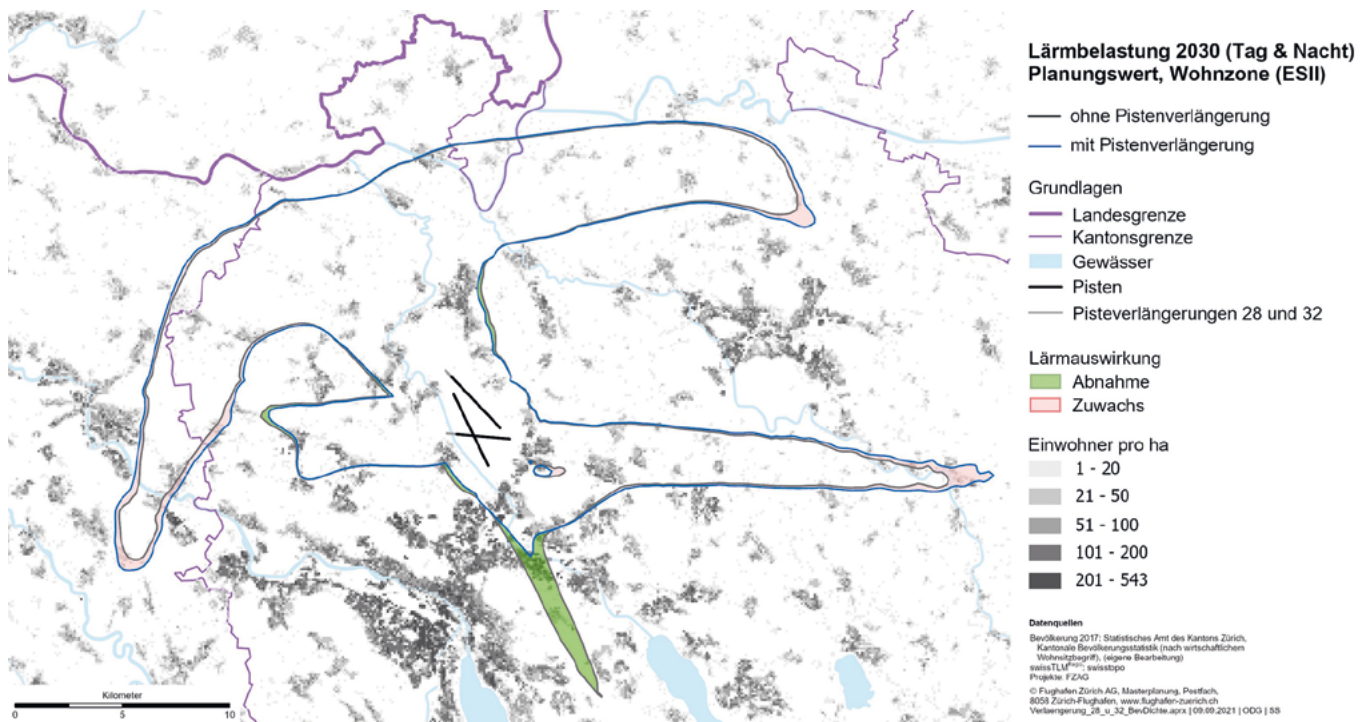 Lärmbelastung 2030 (Tag & Nacht)
Planungswert, Wohnzone (ESII)
ohne Pistenverlängerung
mit Pistenverlängerung
Grundlagen
Landesgrenze
Kantonsgrenze
Gewässer
Pisten
Pisteverlängerungen 28 und 32
Lärmauswirkung
Abnahme
Zuwachs
Einwohner pro ha
1 - 20
21 - 50
51 - 100
101 - 200
201 - 543
Datenquellen
Bevölkerung 2017: Statistisches Amt des Kantons Zürich,
Kantonale Bevölkerungsstatistik (nach wirtschaftlichem
Wohnsitzbegriff), (eigene Bearbeitung)
swissTLM: swisstopo
Projekte: FZAG
© Flughafen Zürich AG, Masterplanung, Postfach,
8058 Zürich-Flughafen, www.flughafen-zuerich.ch
Verlaengerung_28_u_32_BevDichte.aprx | 09.09.2021 | ODG | SS
Kilometer
0 5 10